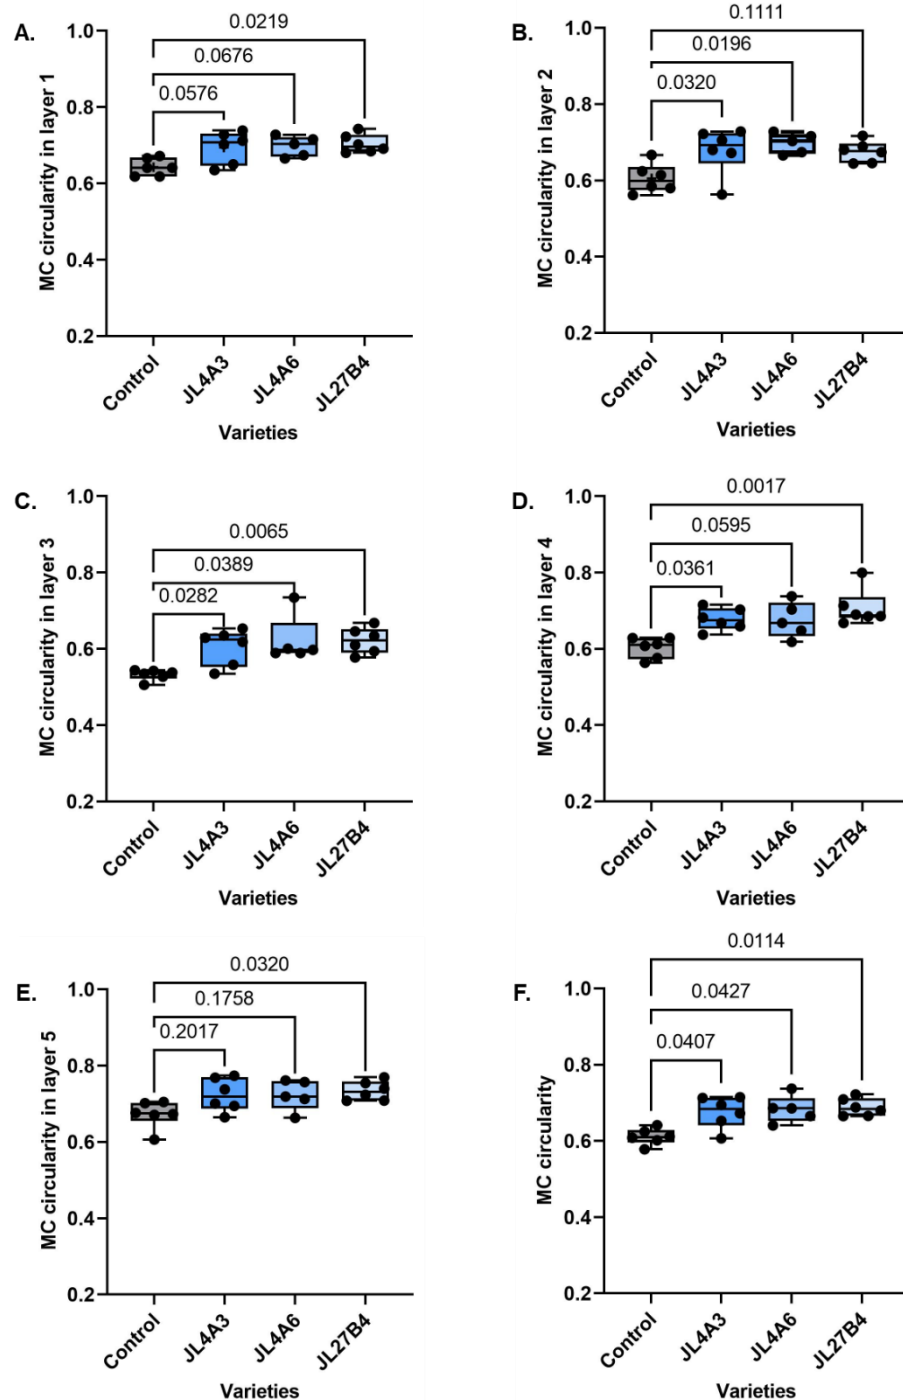 A.
0.0219
0.0676
0.0576
1.0
0.8
0.6
0.4
0.2
MC circularity in layer 1
Control
JL4A3
JL4A6
JL27B4
Varieties
B.
0.1111
0.0196
0.0320
1.0
0.8
0.6
0.4
0.2
MC circularity in layer 2
Control
JL4A3
JL4A6
JL27B4
Varieties
C.
0.0065
0.0389
0.0282
1.0
0.8
0.6
0.4
0.2
MC circularity in layer 3
Control
JL4A3
JL4A6
JL27B4
Varieties
D.
0.0017
0.0595
0.0361
1.0
0.8
0.6
0.4
0.2
MC circularity in layer 4
Control
JL4A3
JL4A6
JL27B4
Varieties
E.
0.0320
0.1758
0.2017
1.0
0.8
0.6
0.4
0.2
MC circularity in layer 5
Control
JL4A3
JL4A6
JL27B4
Varieties
F.
0.0114
0.0427
0.0407
1.0
0.8
0.6
0.4
0.2
MC circularity
Control
JL4A3
JL4A6
JL27B4
Varieties